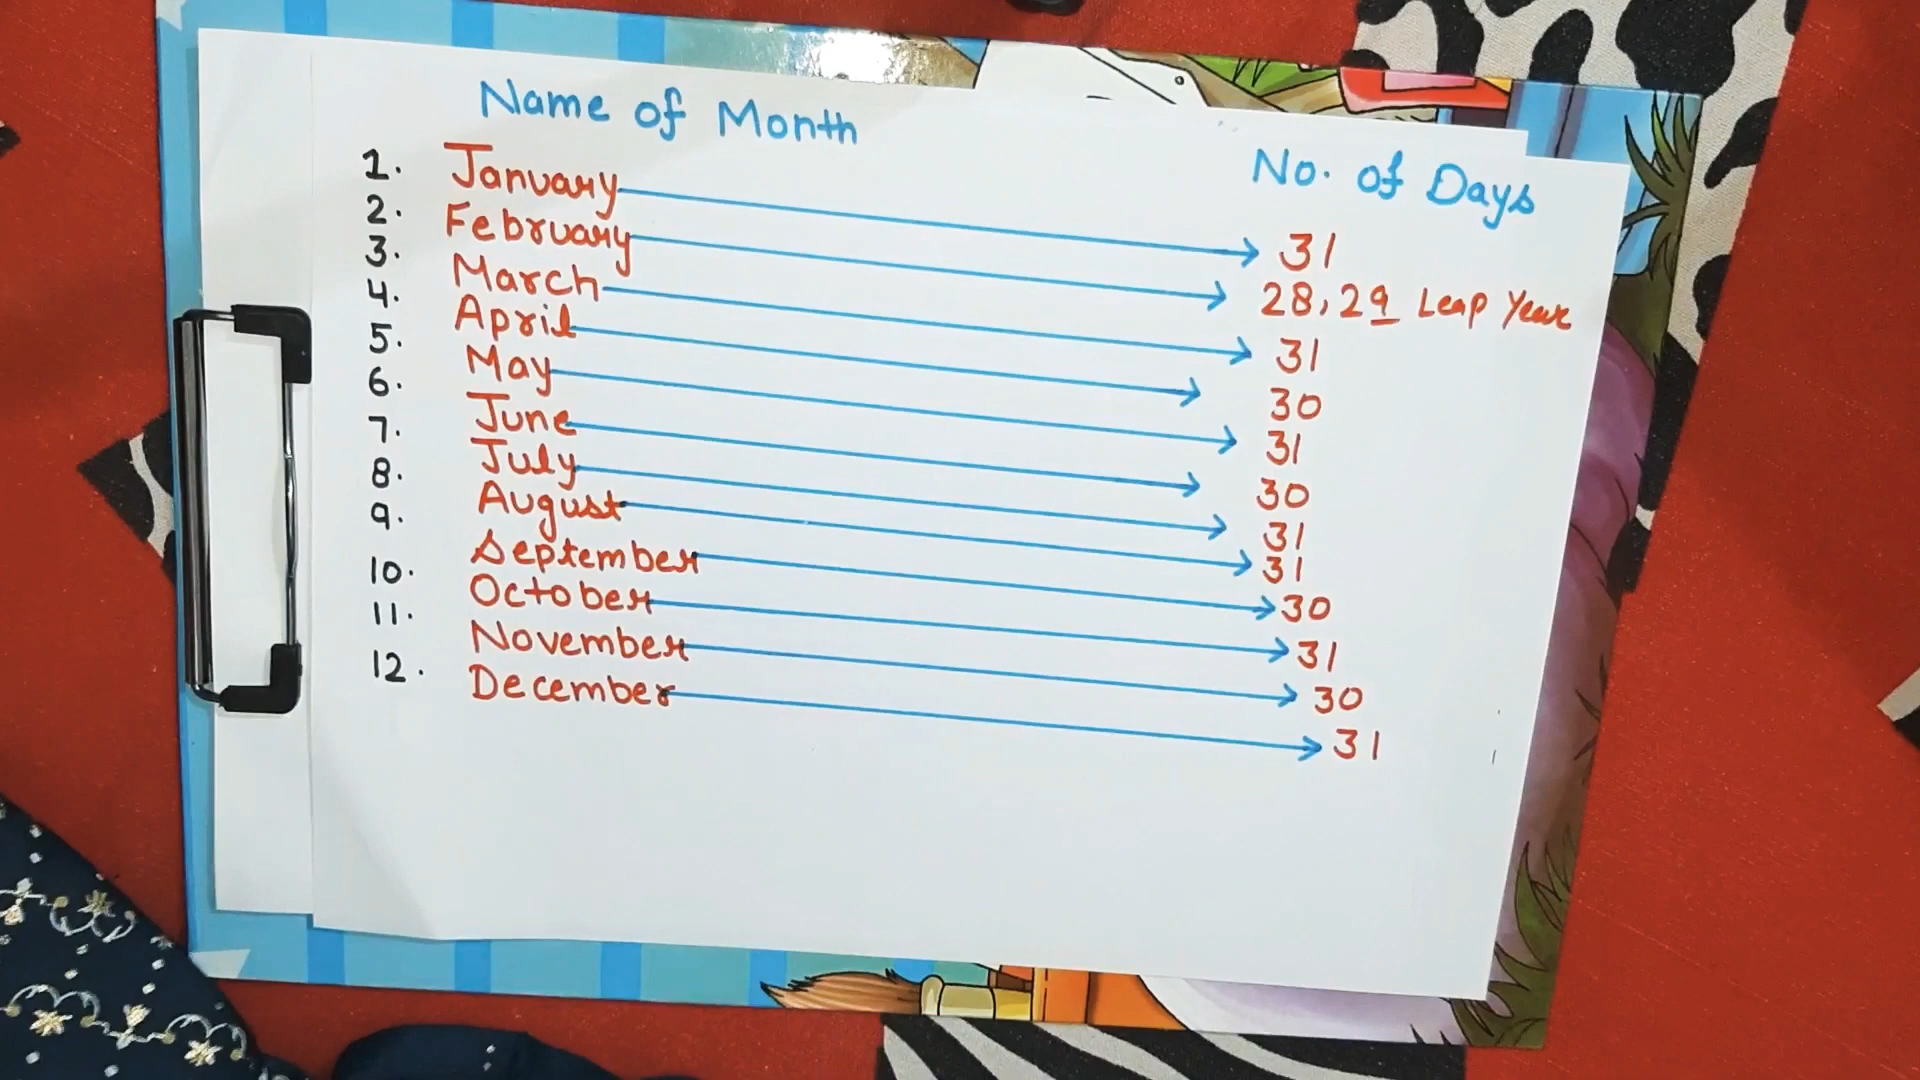 Name of Month No. of Days
1. January 31
2. February 28, 29 Leap Year
3. March 31
4. April 30
5. May 31
6. June 30
7. July 31
8. August 31
9. September 30
10. October 31
11. November 30
12. December 31